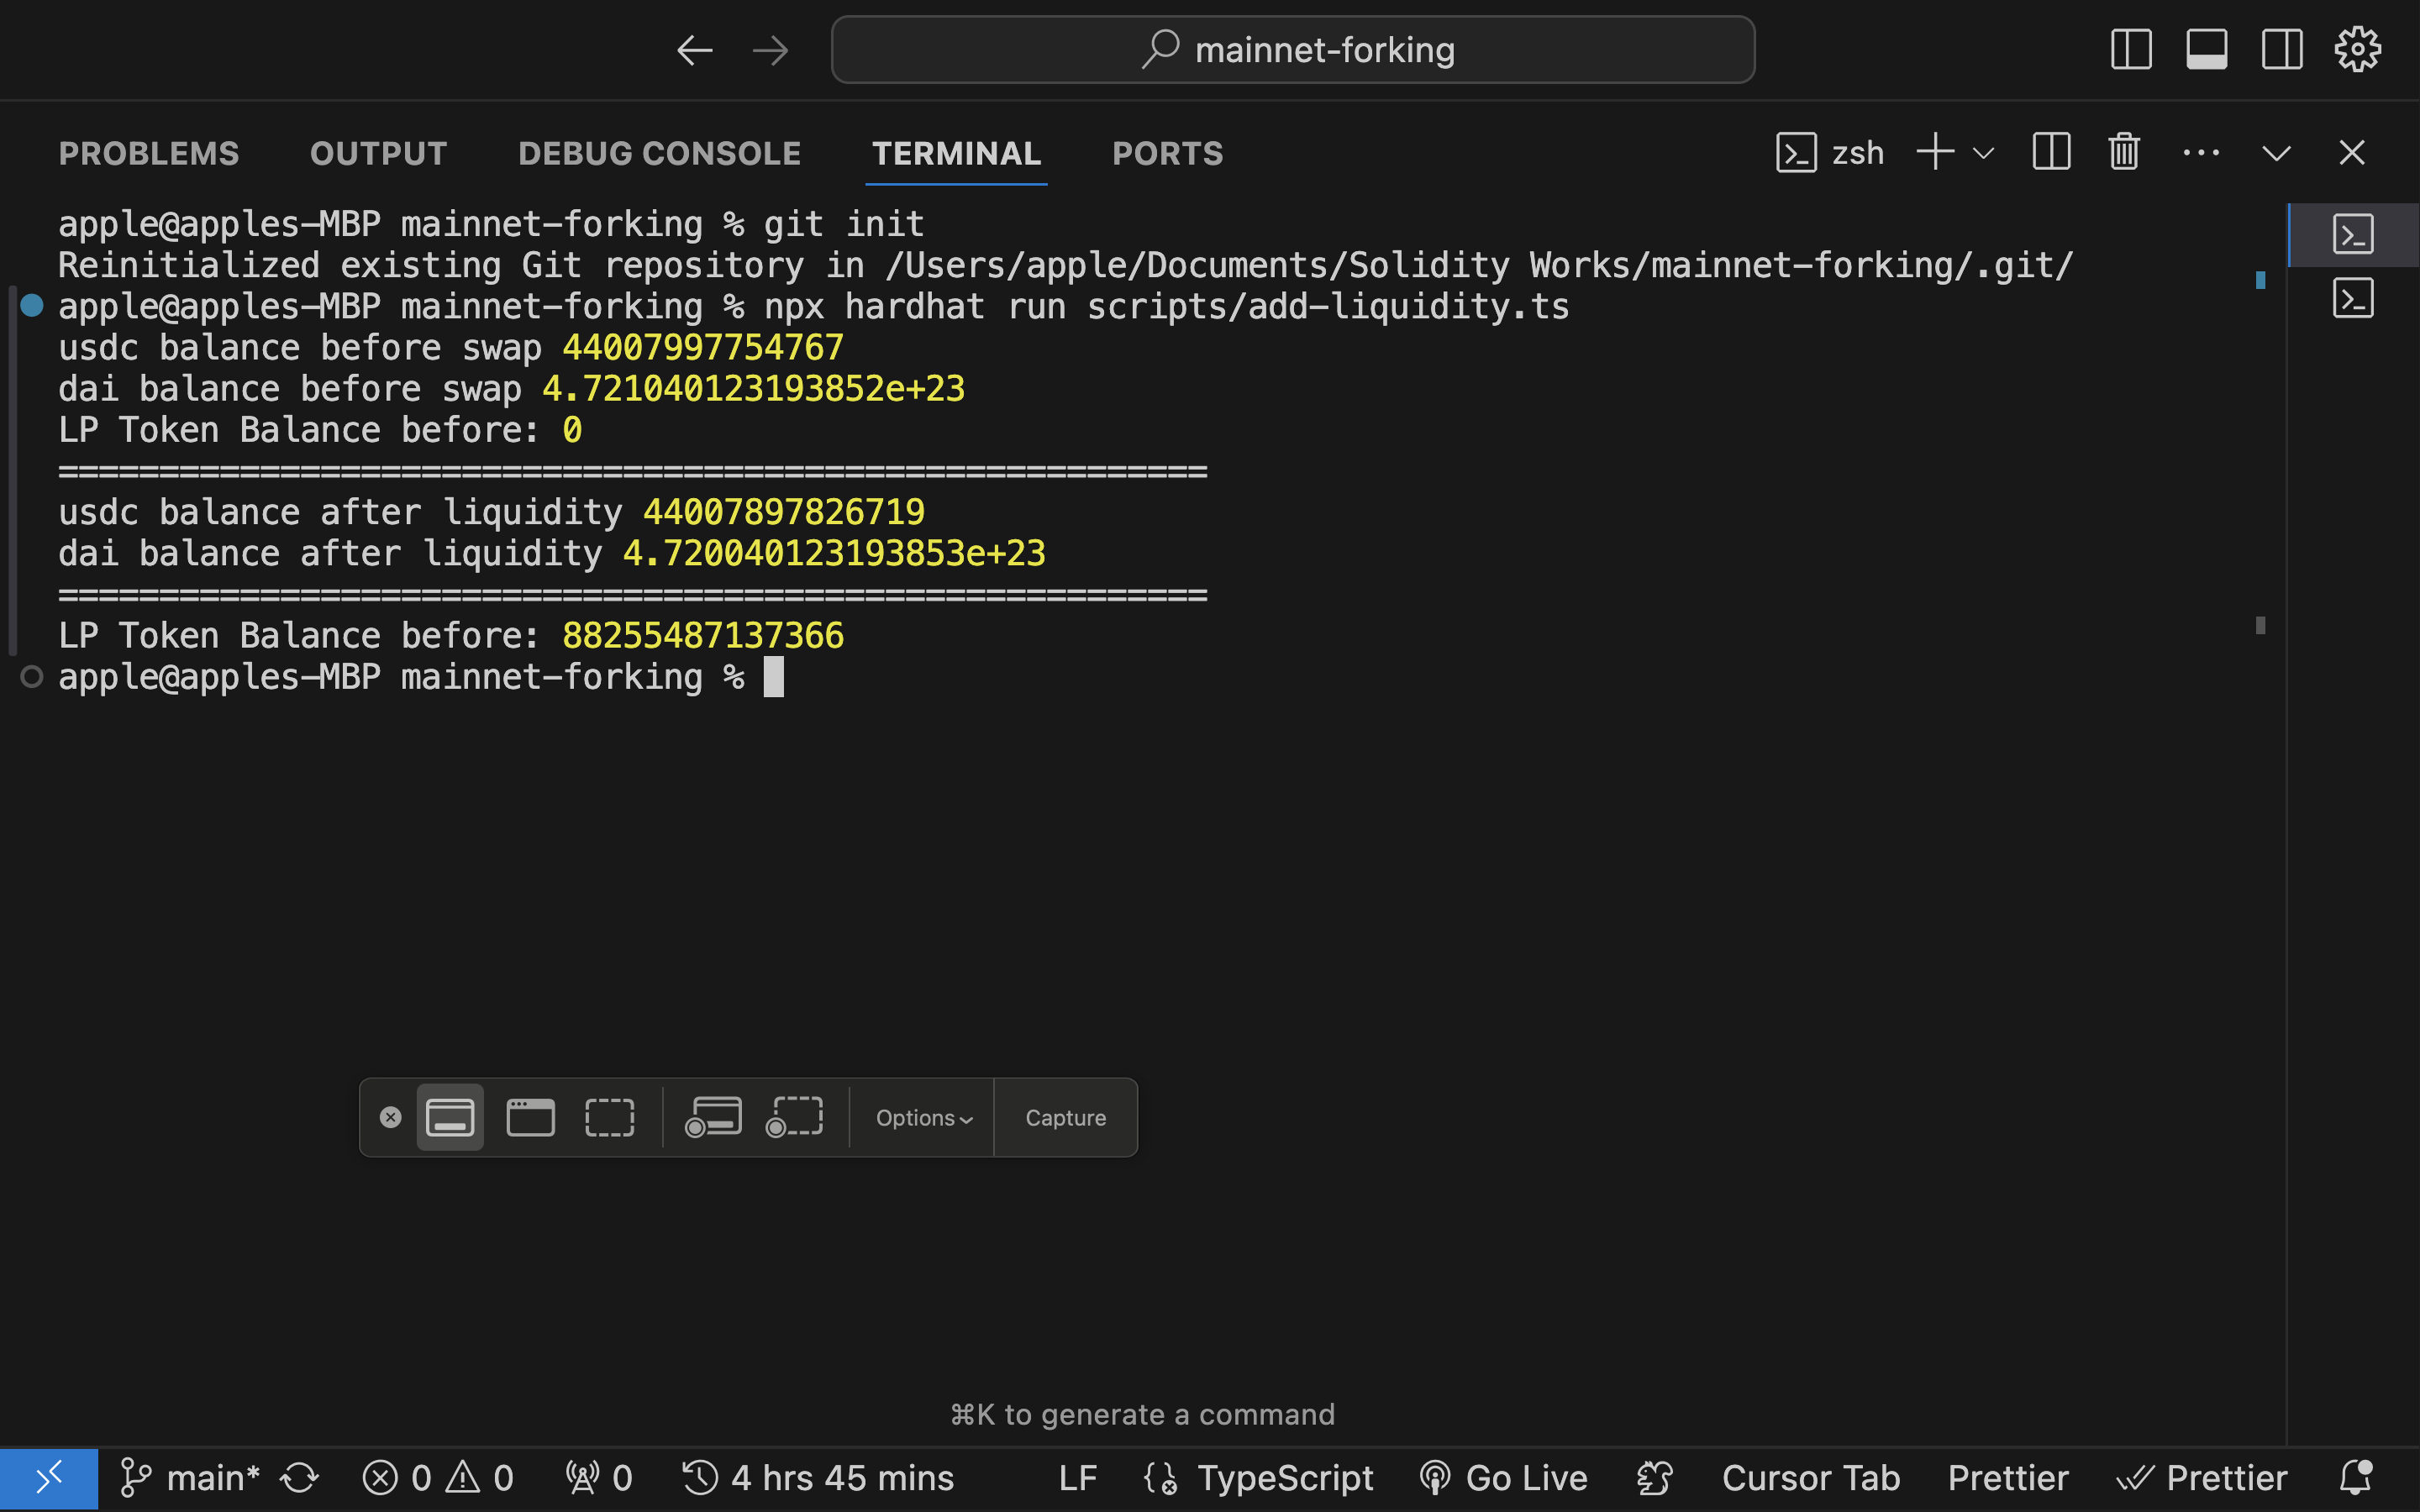 mainnet-forking
PROBLEMS OUTPUT DEBUG CONSOLE TERMINAL PORTS zsh
apple@apples-MBP mainnet-forking % git init
Reinitialized existing Git repository in /Users/apple/Documents/Solidity Works/mainnet-forking/.git/
apple@apples-MBP mainnet-forking % npx hardhat run scripts/add-liquidity.ts
usdc balance before swap 44007997754767
dai balance before swap 4.721040123193852e+23
LP Token Balance before: 0
=========================================================
usdc balance after liquidity 44007897826719
dai balance after liquidity 4.720040123193853e+23
=========================================================
LP Token Balance before: 88255487137366
apple@apples-MBP mainnet-forking %
Options Capture
⌘K to generate a command
main* 0 0 0 4 hrs 45 mins LF TypeScript Go Live Cursor Tab Prettier Prettier